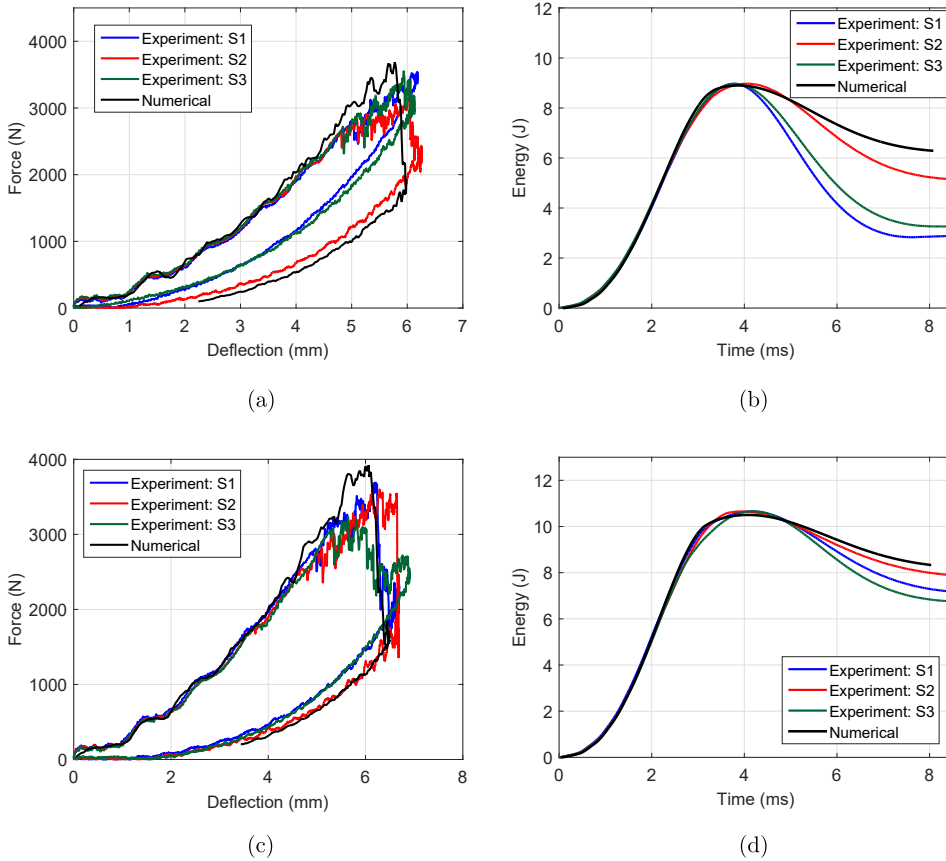 4000
3000
2000
1000
0
Force (N)
Experiment: S1
Experiment: S2
Experiment: S3
Numerical
0 1 2 3 4 5 6 7
Deflection (mm)
(a)
12
10
8
6
4
2
0
Energy (J)
Experiment: S1
Experiment: S2
Experiment: S3
Numerical
0 2 4 6 8
Time (ms)
(b)
4000
3000
2000
1000
0
Force (N)
Experiment: S1
Experiment: S2
Experiment: S3
Numerical
0 2 4 6 8
Deflection (mm)
(c)
12
10
8
6
4
2
0
Energy (J)
Experiment: S1
Experiment: S2
Experiment: S3
Numerical
0 2 4 6 8
Time (ms)
(d)